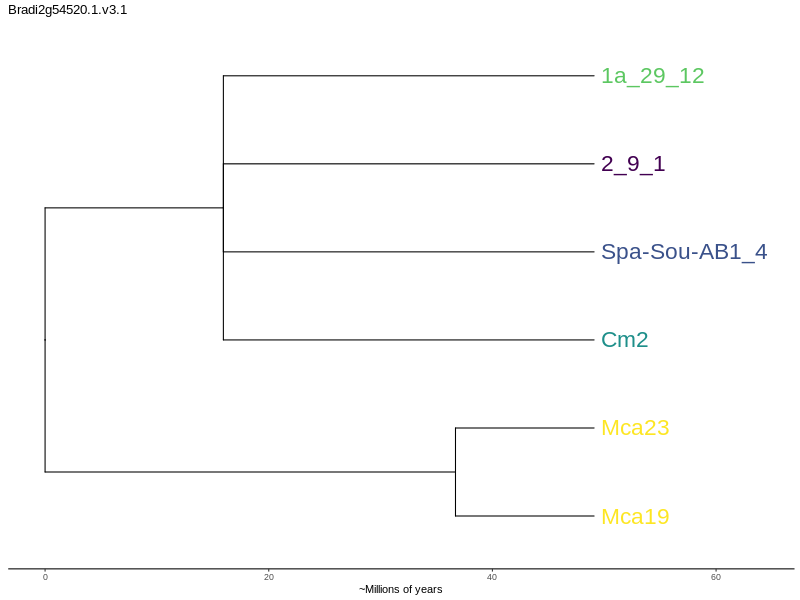 Bradi2g54520.1.v3.1
1a_29_12
2_9_1
Spa-Sou-AB1_4
Cm2
Mca23
Mca19
0 20 40 60
~Millions of years